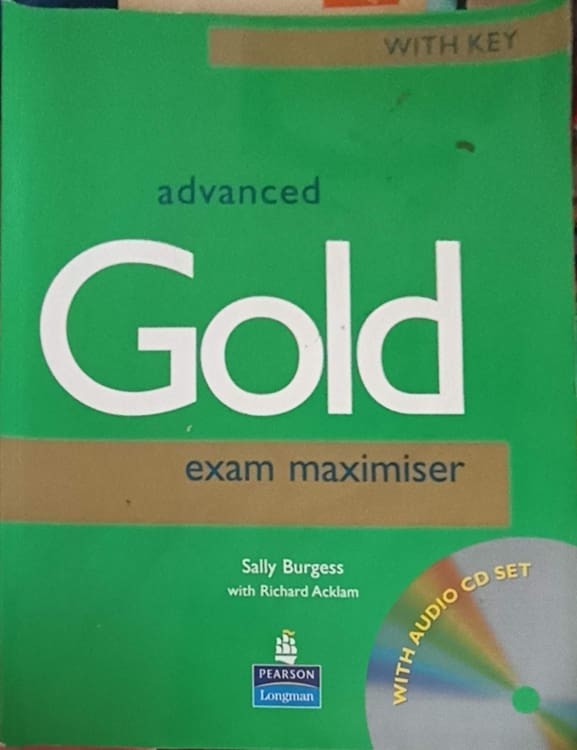 WITH KEY
advanced
Gold
exam maximiser
Sally Burgess
with Richard Acklam
WITH AUDIO CD SET
PEARSON
Longman